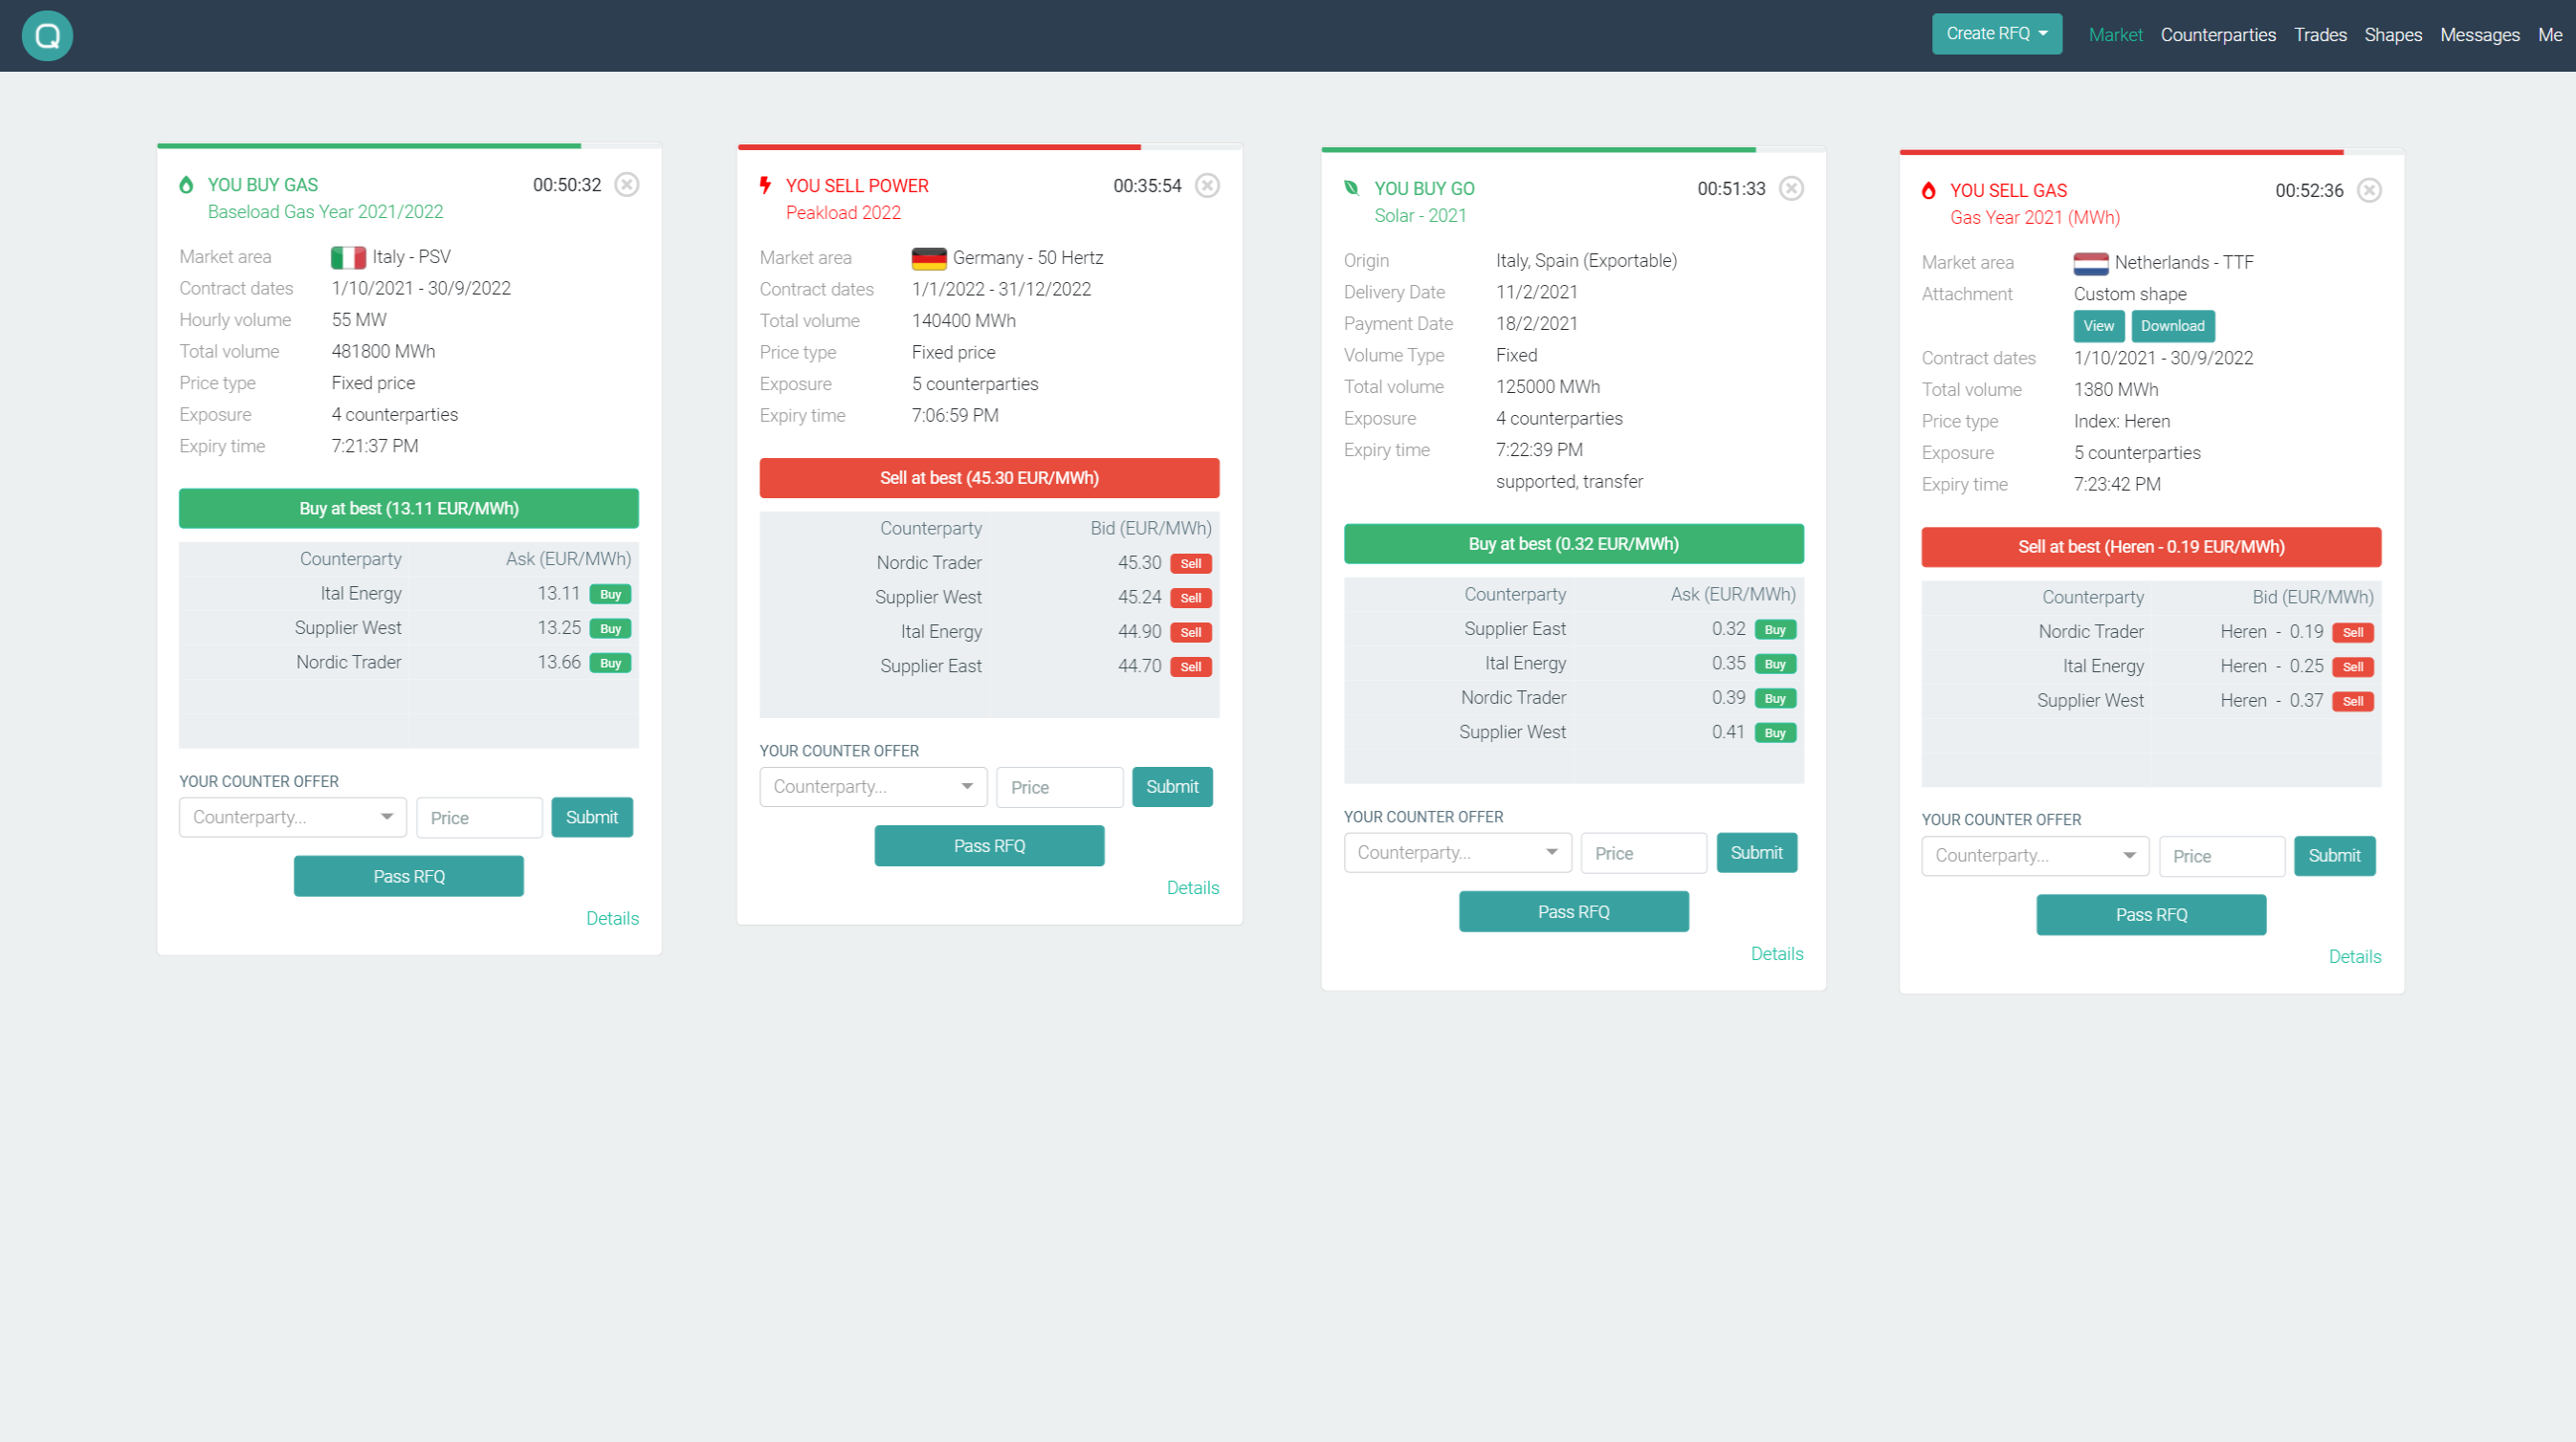 Q
Create RFQ Market Counterparties Trades Shapes Messages Me
YOU BUY GAS 00:50:32
Baseload Gas Year 2021/2022
Market area Italy - PSV
Contract dates 1/10/2021 - 30/9/2022
Hourly volume 55 MW
Total volume 481800 MWh
Price type Fixed price
Exposure 4 counterparties
Expiry time 7:21:37 PM
Buy at best (13.11 EUR/MWh)
Counterparty Ask (EUR/MWh)
Ital Energy 13.11 Buy
Supplier West 13.25 Buy
Nordic Trader 13.66 Buy
YOUR COUNTER OFFER
Counterparty... Price Submit
Pass RFQ
Details
YOU SELL POWER 00:35:54
Peakload 2022
Market area Germany - 50 Hertz
Contract dates 1/1/2022 - 31/12/2022
Total volume 140400 MWh
Price type Fixed price
Exposure 5 counterparties
Expiry time 7:06:59 PM
Sell at best (45.30 EUR/MWh)
Counterparty Bid (EUR/MWh)
Nordic Trader 45.30 Sell
Supplier West 45.24 Sell
Ital Energy 44.90 Sell
Supplier East 44.70 Sell
YOUR COUNTER OFFER
Counterparty... Price Submit
Pass RFQ
Details
YOU BUY GO 00:51:33
Solar - 2021
Origin Italy, Spain (Exportable)
Delivery Date 11/2/2021
Payment Date 18/2/2021
Volume Type Fixed
Total volume 125000 MWh
Exposure 4 counterparties
Expiry time 7:22:39 PM
supported, transfer
Buy at best (0.32 EUR/MWh)
Counterparty Ask (EUR/MWh)
Supplier East 0.32 Buy
Ital Energy 0.35 Buy
Nordic Trader 0.39 Buy
Supplier West 0.41 Buy
YOUR COUNTER OFFER
Counterparty... Price Submit
Pass RFQ
Details
YOU SELL GAS 00:52:36
Gas Year 2021 (MWh)
Market area Netherlands - TTF
Attachment Custom shape
View Download
Contract dates 1/10/2021 - 30/9/2022
Total volume 1380 MWh
Price type Index: Heren
Exposure 5 counterparties
Expiry time 7:23:42 PM
Sell at best (Heren - 0.19 EUR/MWh)
Counterparty Bid (EUR/MWh)
Nordic Trader Heren - 0.19 Sell
Ital Energy Heren - 0.25 Sell
Supplier West Heren - 0.37 Sell
YOUR COUNTER OFFER
Counterparty... Price Submit
Pass RFQ
Details